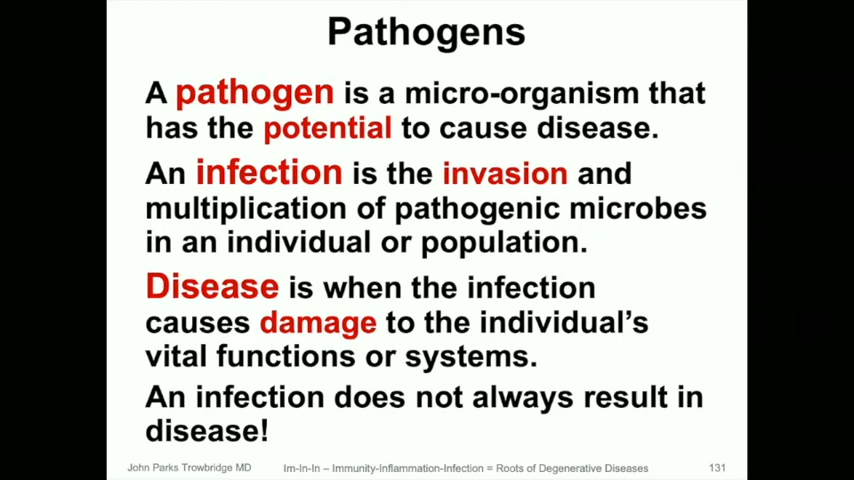 Pathogens
A pathogen is a micro-organism that
has the potential to cause disease.
An infection is the invasion and
multiplication of pathogenic microbes
in an individual or population.
Disease is when the infection
causes damage to the individual's
vital functions or systems.
An infection does not always result in
disease!
John Parks Trowbridge MD Im-In-In – Immunity-Inflammation-Infection = Roots of Degenerative Diseases 131